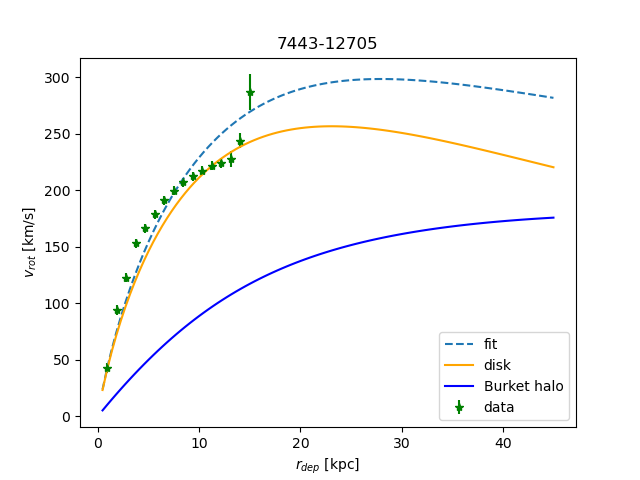 7443-12705
300
250
200
150
100
50
0
v_rot [km/s]
0 10 20 30 40
r_dep [kpc]
fit
disk
Burket halo
data